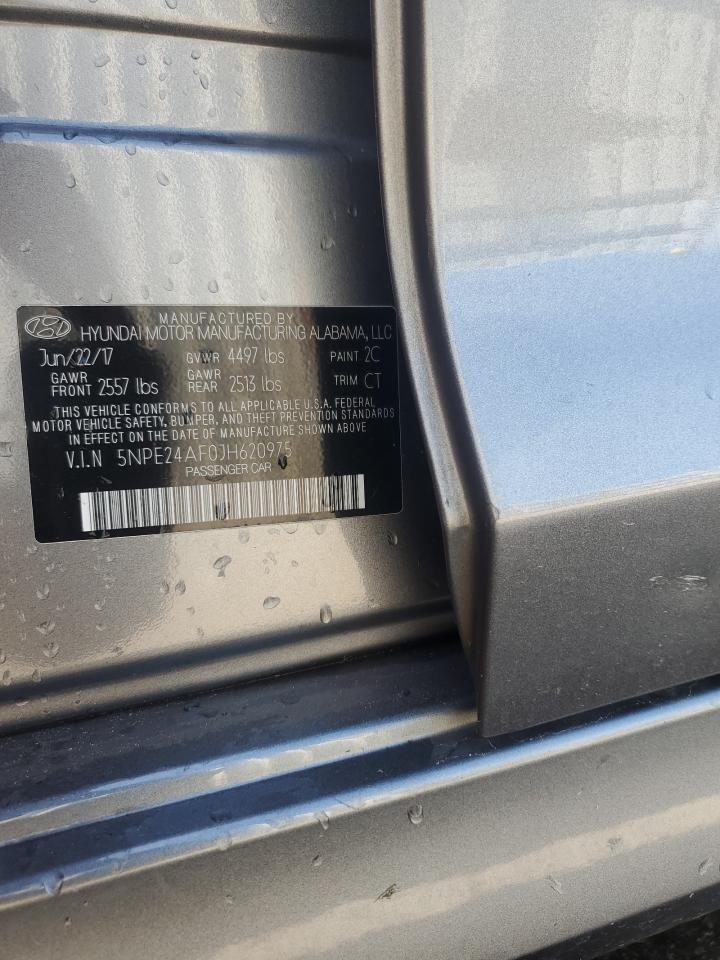 MANUFACTURED BY
HYUNDAI MOTOR MANUFACTURING ALABAMA, LLC
Jun/22/17 GVWR 4497 lbs PAINT 2C
GAWR FRONT 2557 lbs GAWR REAR 2513 lbs TRIM CT
THIS VEHICLE CONFORMS TO ALL APPLICABLE U.S.A. FEDERAL
MOTOR VEHICLE SAFETY, BUMPER, AND THEFT PREVENTION STANDARDS
IN EFFECT ON THE DATE OF MANUFACTURE SHOWN ABOVE
V.I.N 5NPE24AF0JH620975
PASSENGER CAR